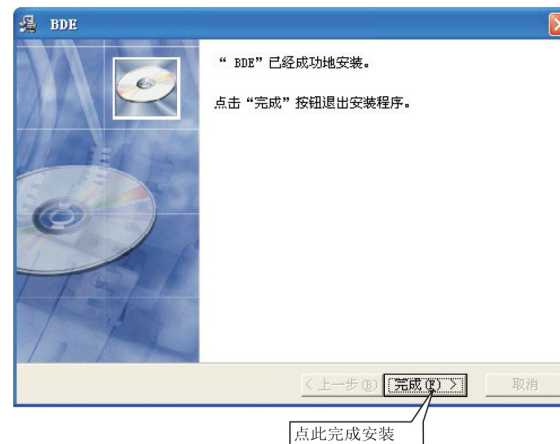 BDE
“ BDE”已经成功地安装。
点击“完成”按钮退出安装程序。
< 上一步(B) 完成(F) > 取消
点此完成安装